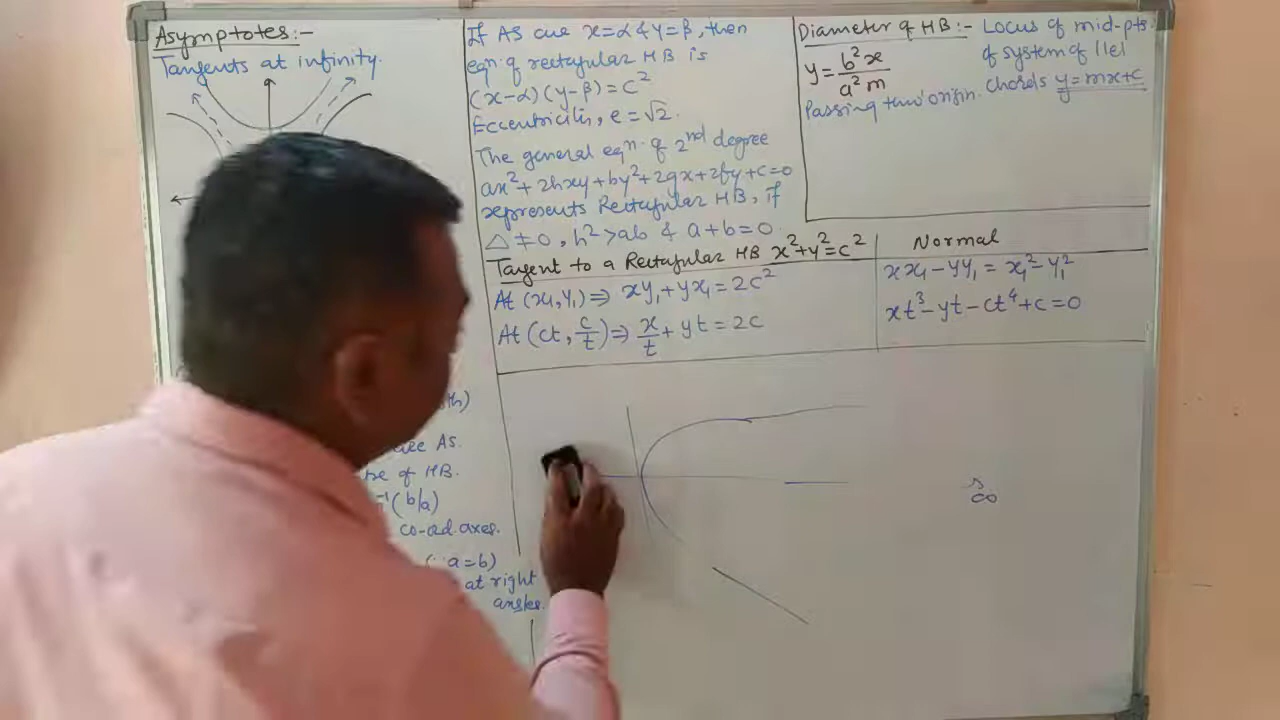 Asymptotes:-
Tangents at infinity.
If AS are x=α & y=β, then
eqn. of rectangular HB is
(x-α)(y-β)=c²
Eccentricity, e=√2.
The general eqn. of 2nd degree
ax²+2hxy+by²+2gx+2fy+c=0
represents Rectangular HB, if
△≠0, h²>ab & a+b=0
Diameter of HB:- Locus of mid-pts.
of system of ||el
chords y=mx+c
y=b²x/a²m
Passing thro' origin.
Tangent to a Rectangular HB x²+y²=c²
At (x₁,y₁)⇒ xy₁+yx₁=2c²
At (ct, c/t)⇒ x/t+yt=2c
Normal
xx₁-yy₁=x₁²-y₁²
xt³-yt-ct⁴+c=0
are AS.
of HB.
(b/a)
co-od.axes.
(∵a=b)
at right
angles.
∞